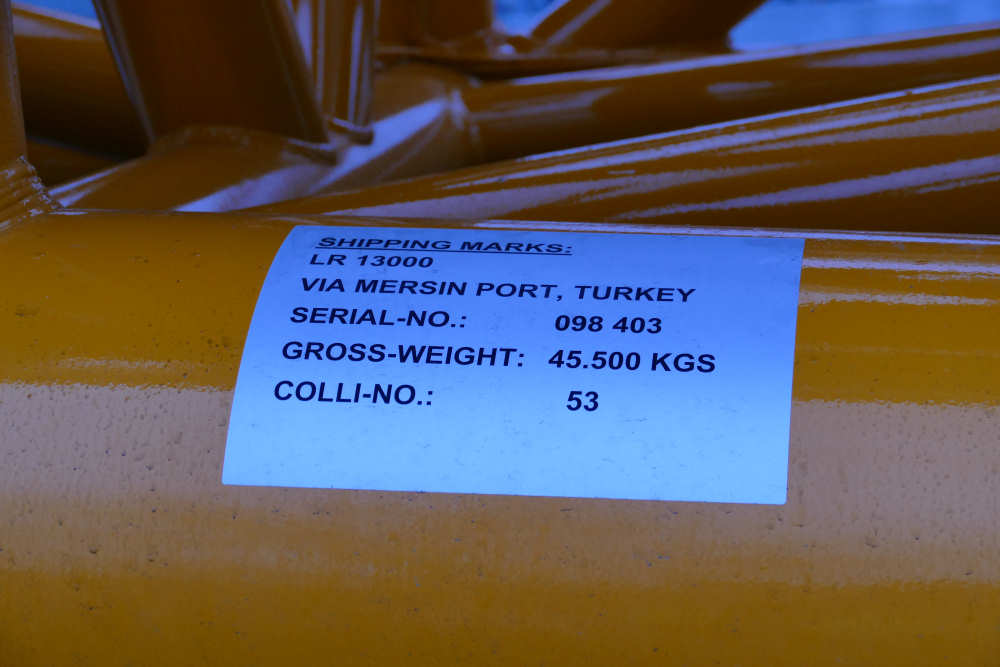 SHIPPING MARKS:
LR 13000
VIA MERSIN PORT, TURKEY
SERIAL-NO.: 098 403
GROSS-WEIGHT: 45.500 KGS
COLLI-NO.: 53